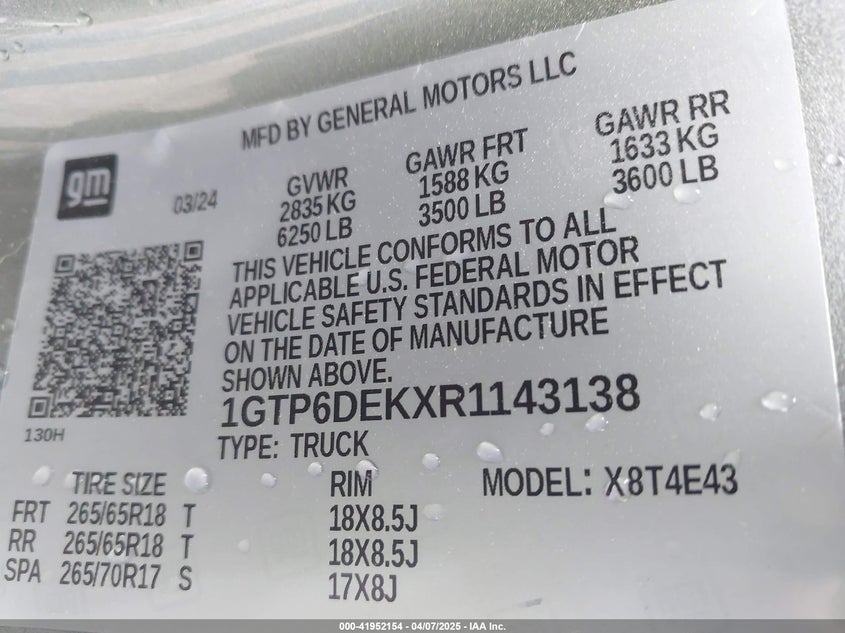 MFD BY GENERAL MOTORS LLC
gm
03/24
GVWR
2835 KG
6250 LB
GAWR FRT
1588 KG
3500 LB
GAWR RR
1633 KG
3600 LB
THIS VEHICLE CONFORMS TO ALL
APPLICABLE U.S. FEDERAL MOTOR
VEHICLE SAFETY STANDARDS IN EFFECT
ON THE DATE OF MANUFACTURE
SHOWN ABOVE.
1GTP6DEKXR1143138
130H
TYPE: TRUCK
TIRE SIZE RIM MODEL: X8T4E43
FRT 265/65R18 T 18X8.5J
RR 265/65R18 T 18X8.5J
SPA 265/70R17 S 17X8J
000-41952154 - 04/07/2025 - IAA Inc.